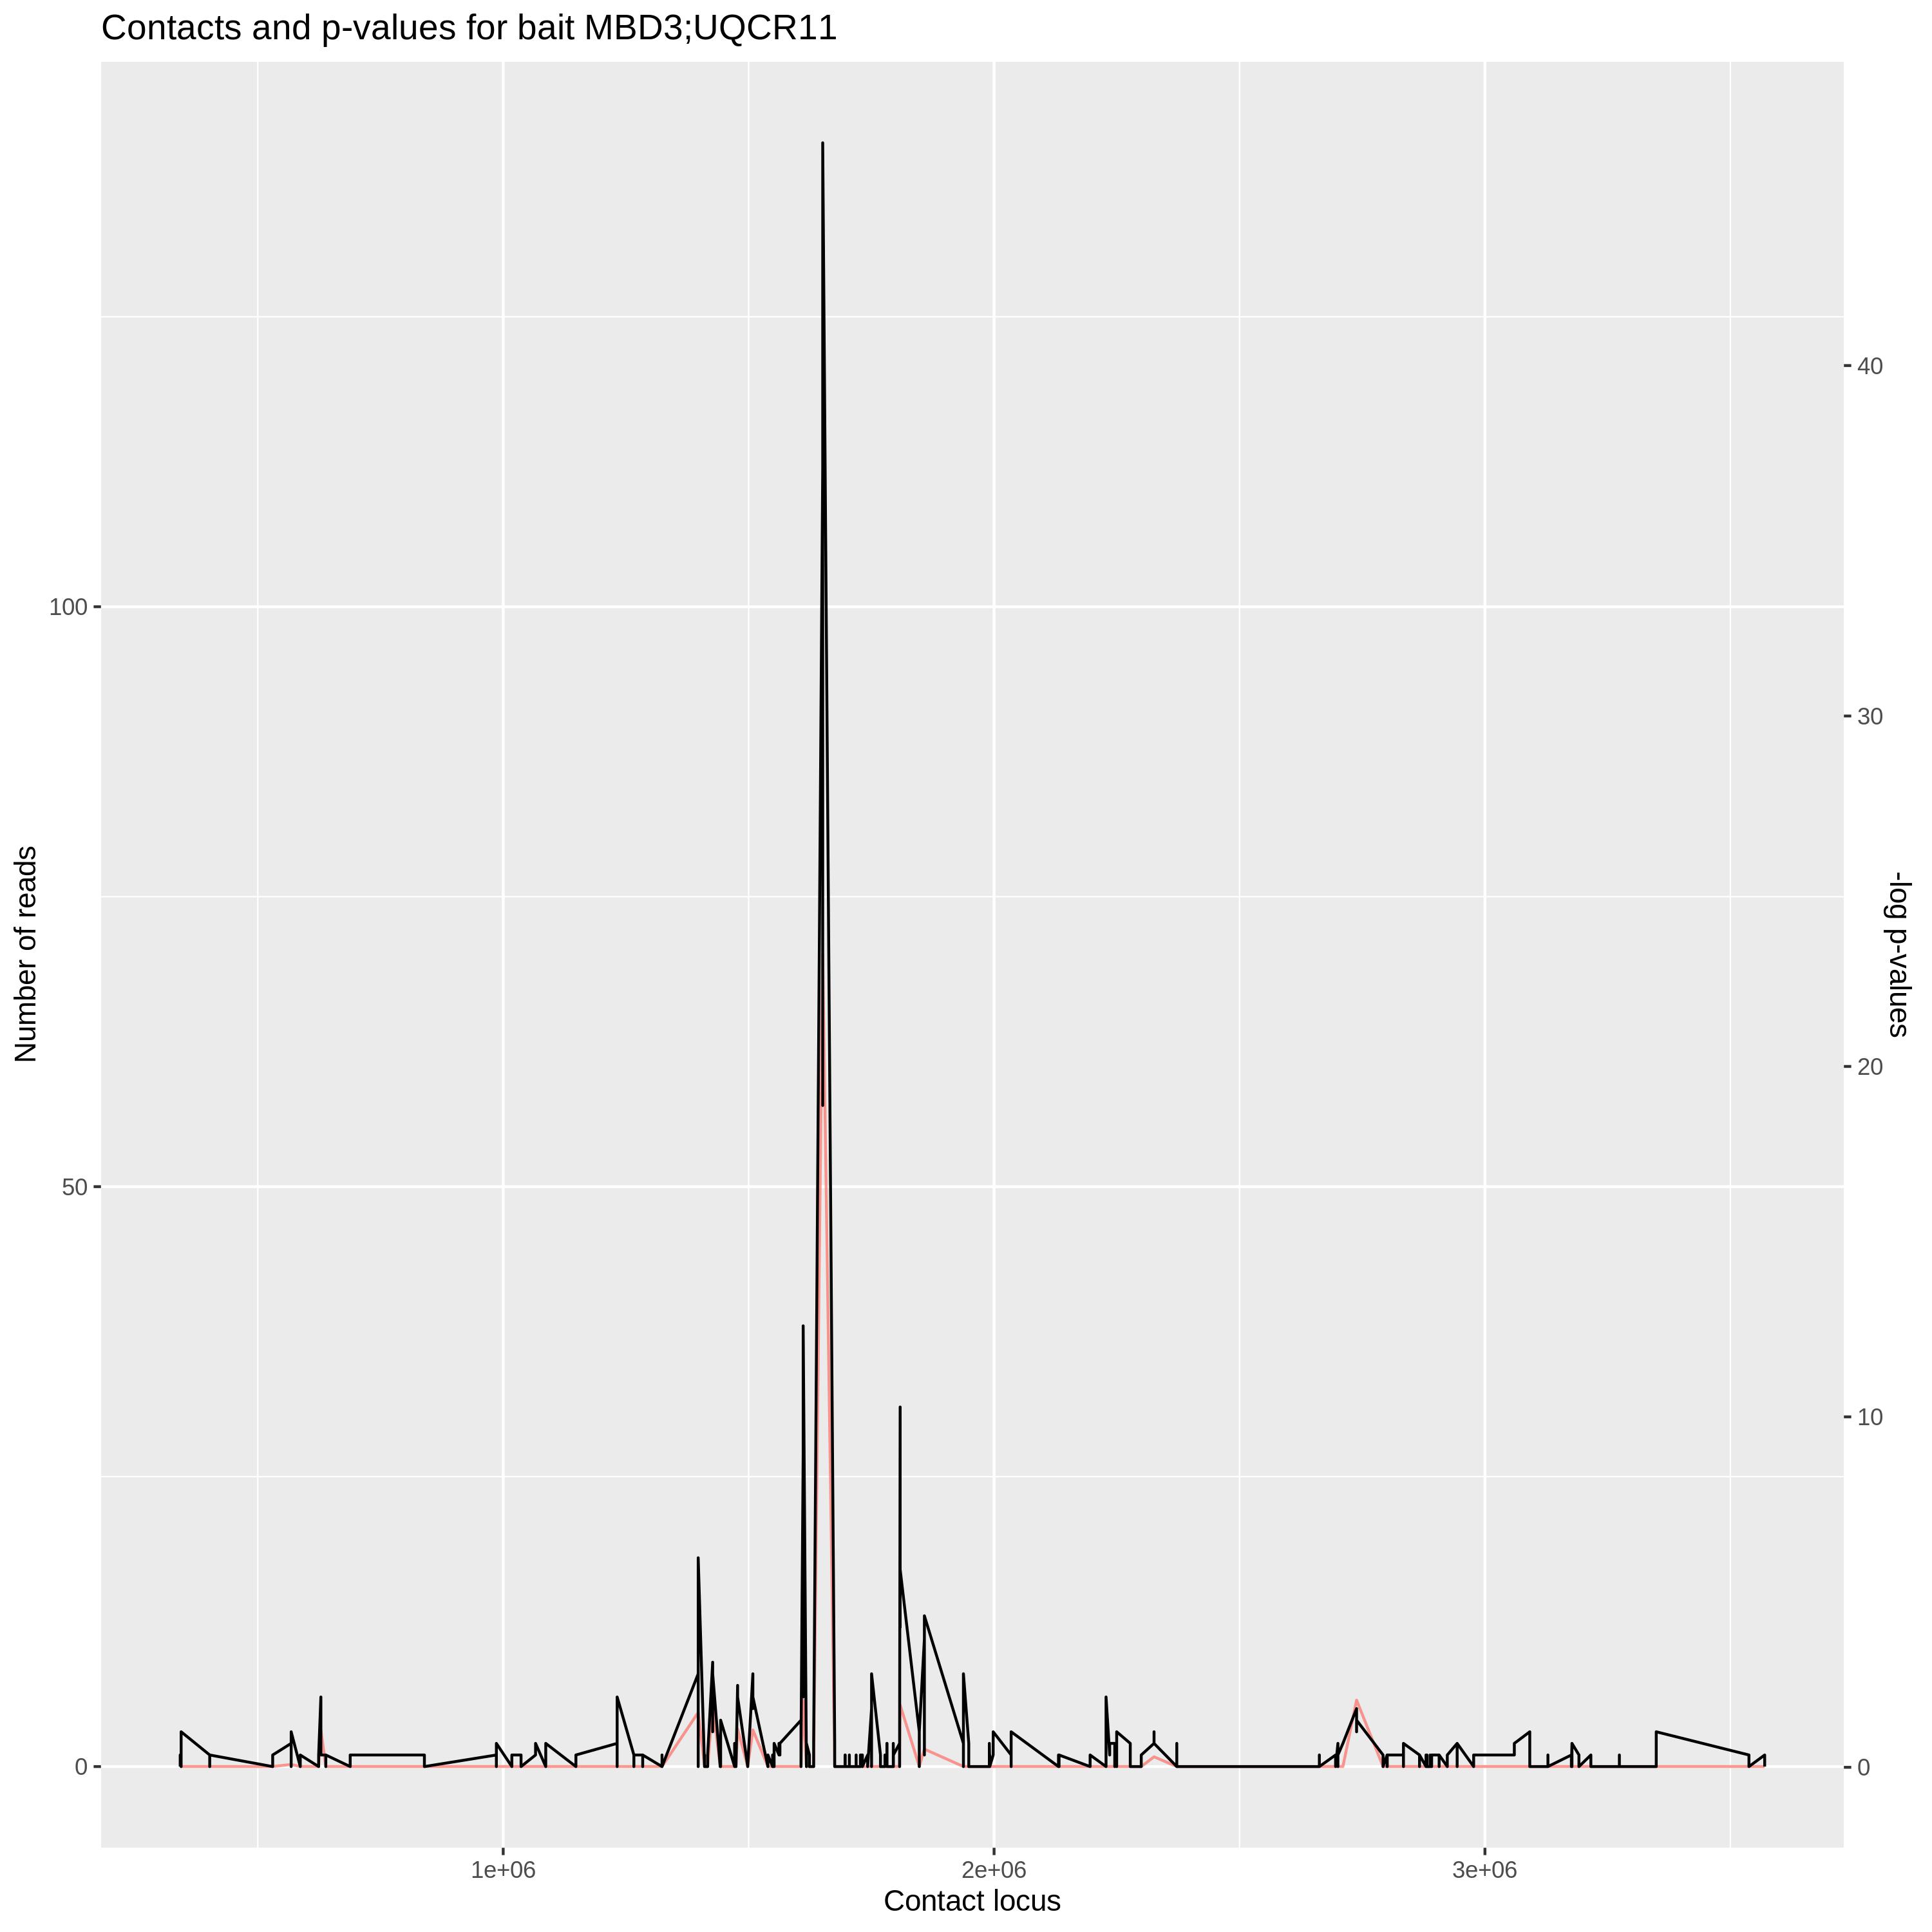 Contacts and p-values for bait MBD3;UQCR11
Number of reads
100
50
0
40
30
20
10
0
-log p-values
1e+06
2e+06
3e+06
Contact locus